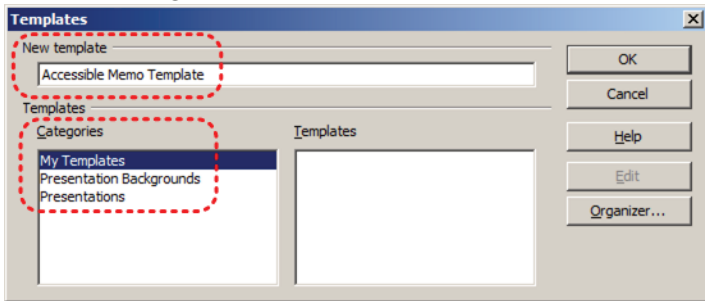 Templates
New template
Accessible Memo Template
OK
Cancel
Templates
Categories
Templates
Help
My Templates
Presentation Backgrounds
Presentations
Edit
Organizer...